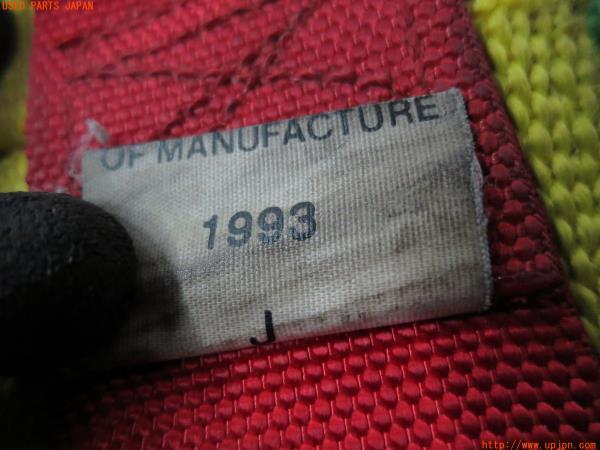 USED PARTS JAPAN
OF MANUFACTURE
1993
J
http://www.upjpn.com